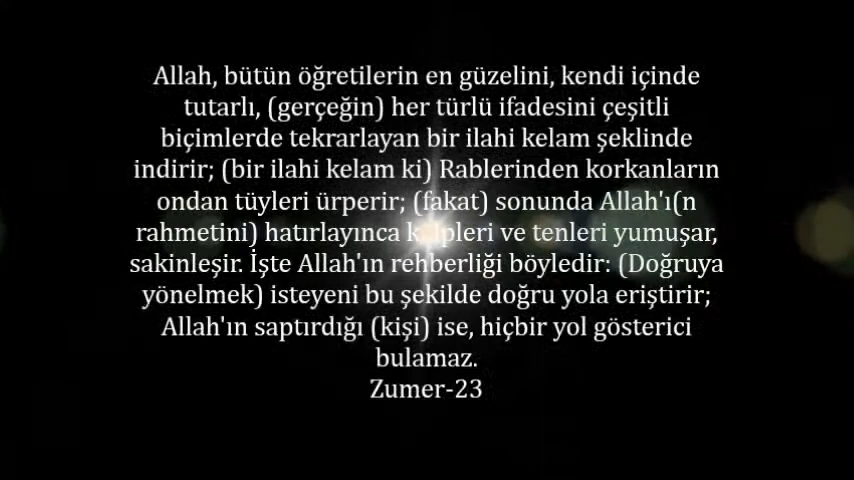 Allah, bütün öğretilerin en güzelini, kendi içinde
tutarlı, (gerçeğin) her türlü ifadesini çeşitli
biçimlerde tekrarlayan bir ilahi kelam şeklinde
indirir; (bir ilahi kelam ki) Rablerinden korkanların
ondan tüyleri ürperir; (fakat) sonunda Allah'ı(n
rahmetini) hatırlayınca kalpleri ve tenleri yumuşar,
sakinleşir. İşte Allah'ın rehberliği böyledir: (Doğruya
yönelmek) isteyeni bu şekilde doğru yola eriştirir;
Allah'ın saptırdığı (kişi) ise, hiçbir yol gösterici
bulamaz.
Zumer-23